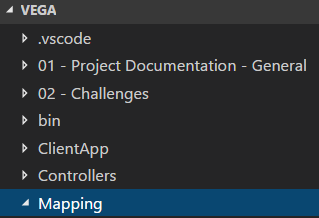 VEGA
.vscode
01 - Project Documentation - General
02 - Challenges
bin
ClientApp
Controllers
Mapping